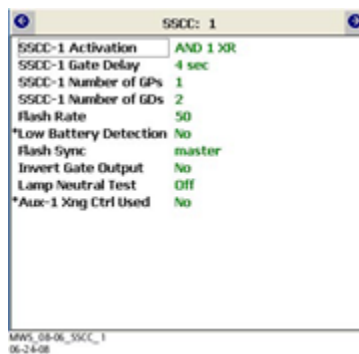 SSCC: 1
SSCC-1 Activation AND 1 XR
SSCC-1 Gate Delay 4 sec
SSCC-1 Number of GPs 1
SSCC-1 Number of GDs 2
Flash Rate 50
*Low Battery Detection No
Flash Sync master
Invert Gate Output No
Lamp Neutral Test Off
*Aux-1 Xng Ctrl Used No
MWS_08-06_SSCC_1
06-24-08